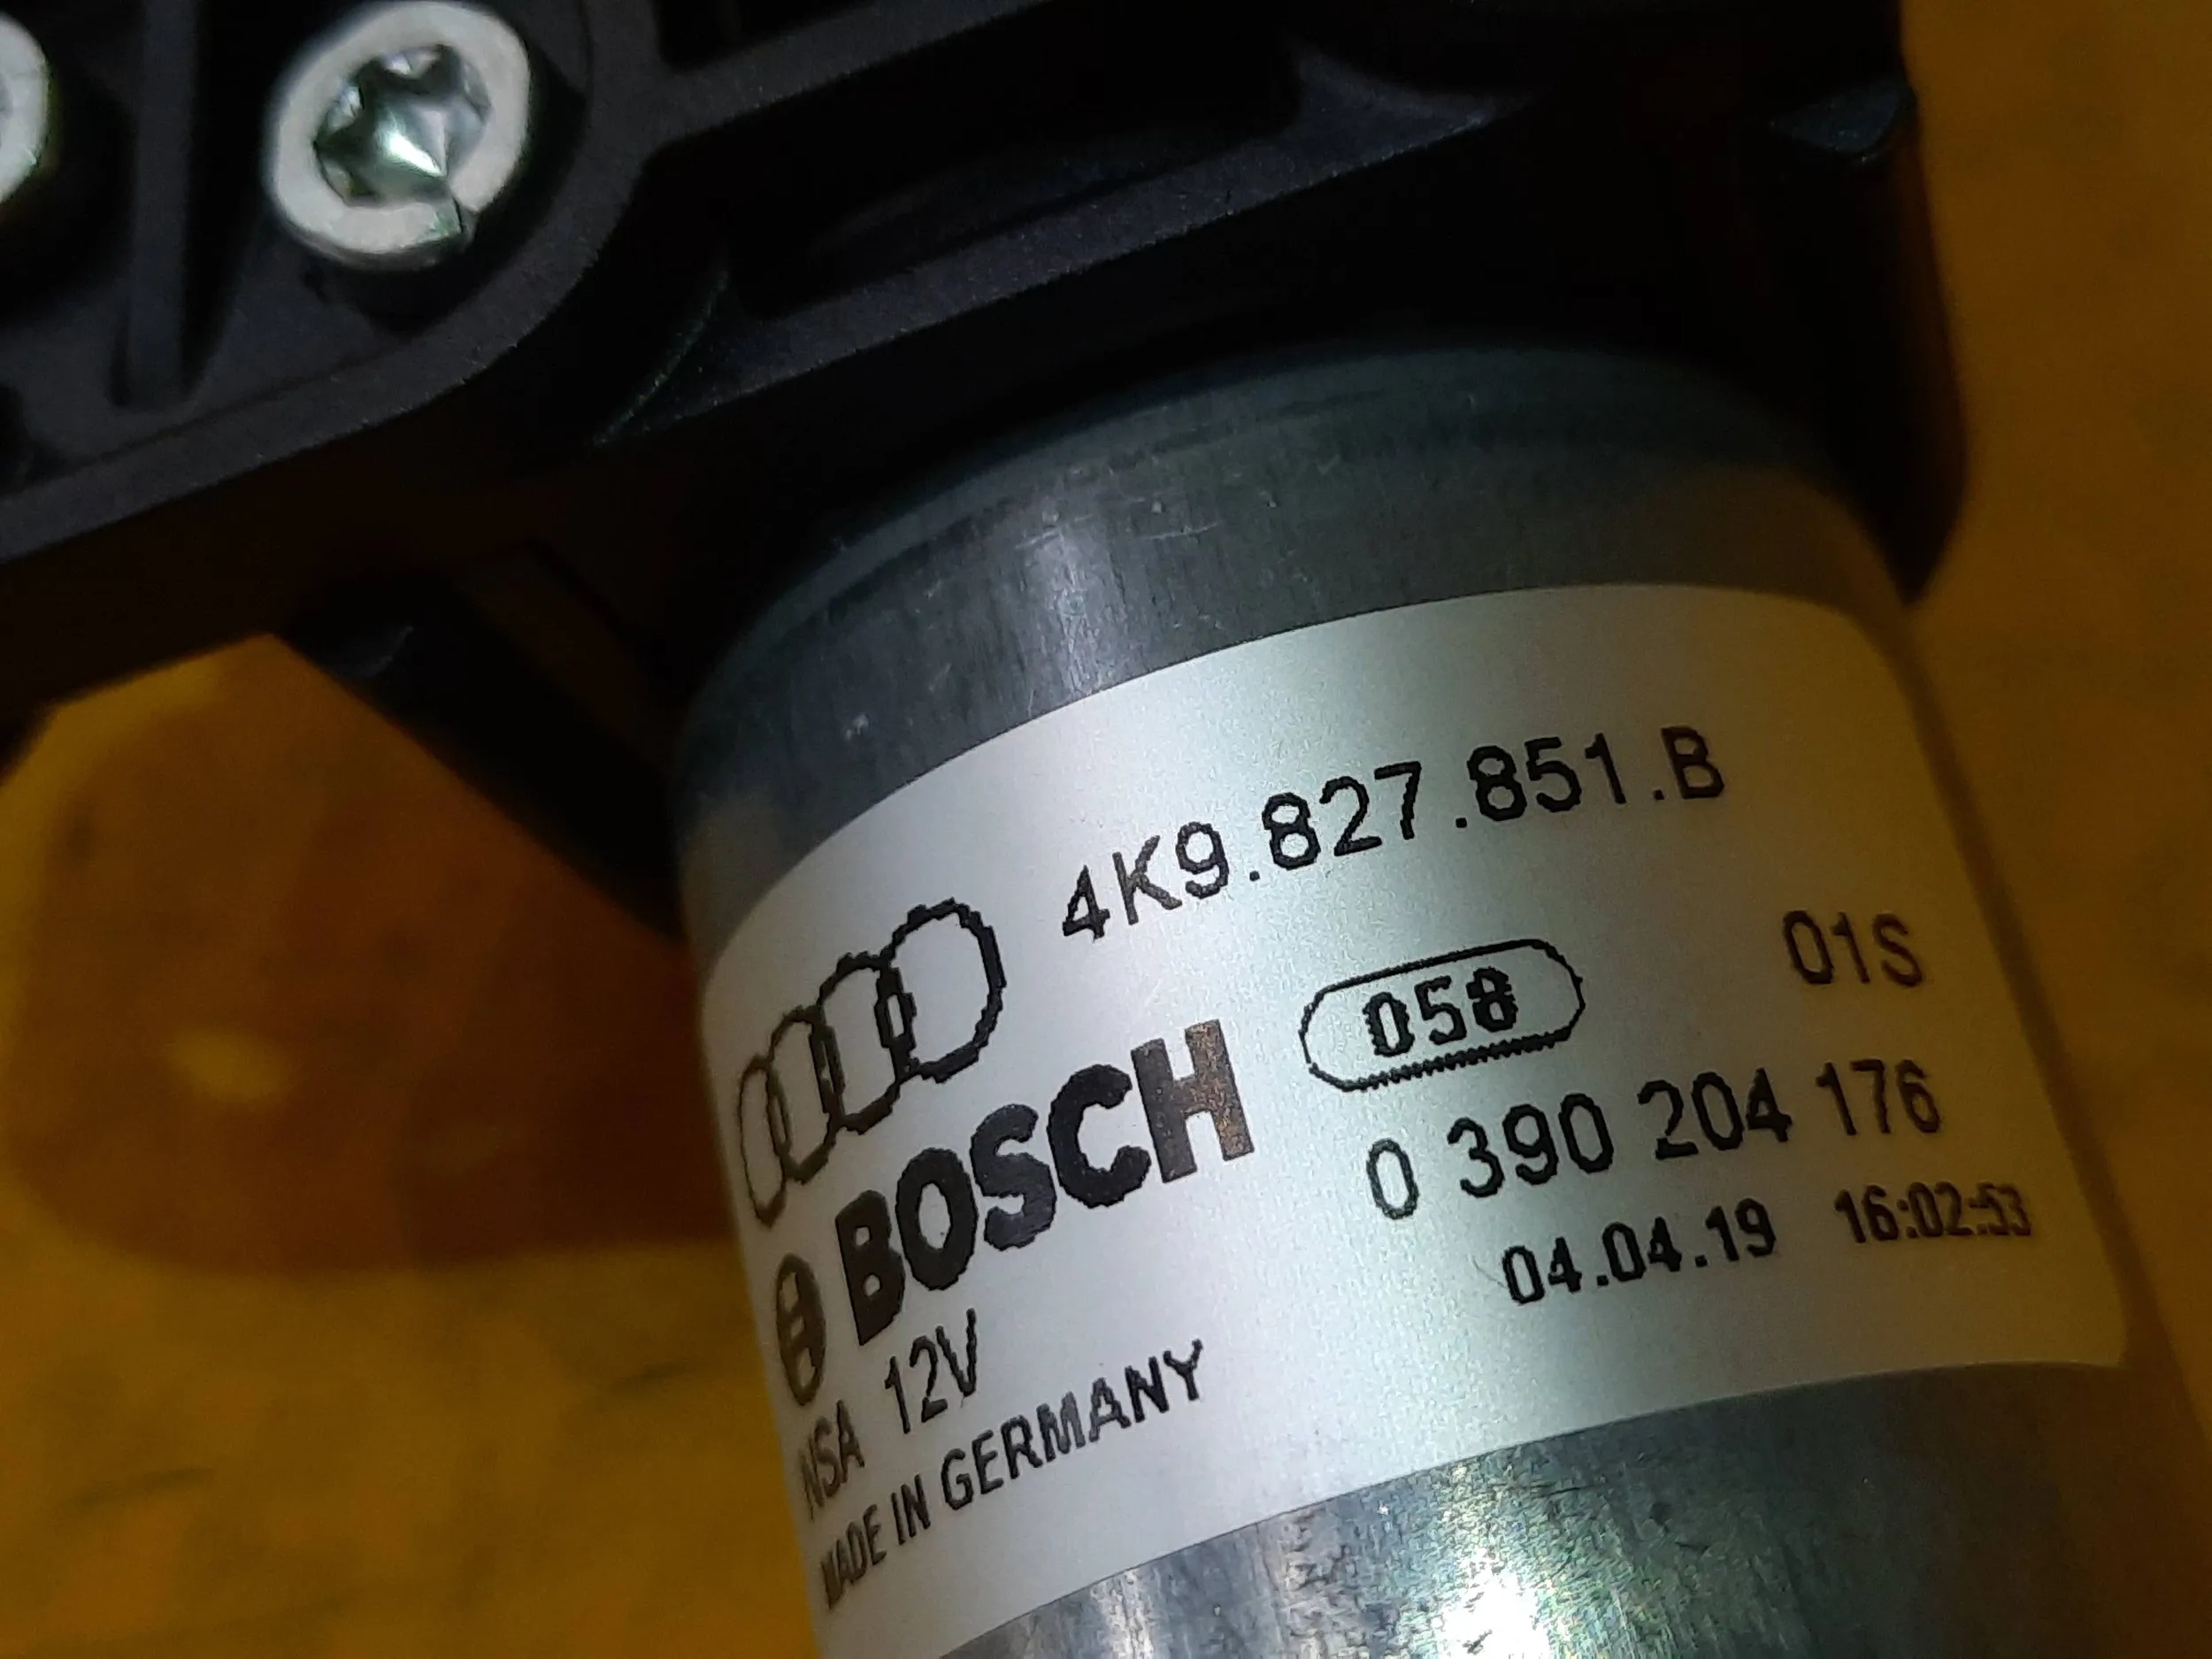 4K9.827.851.B
058 01S
BOSCH 0 390 204 176
04.04.19 16:02:53
NSA 12V
MADE IN GERMANY